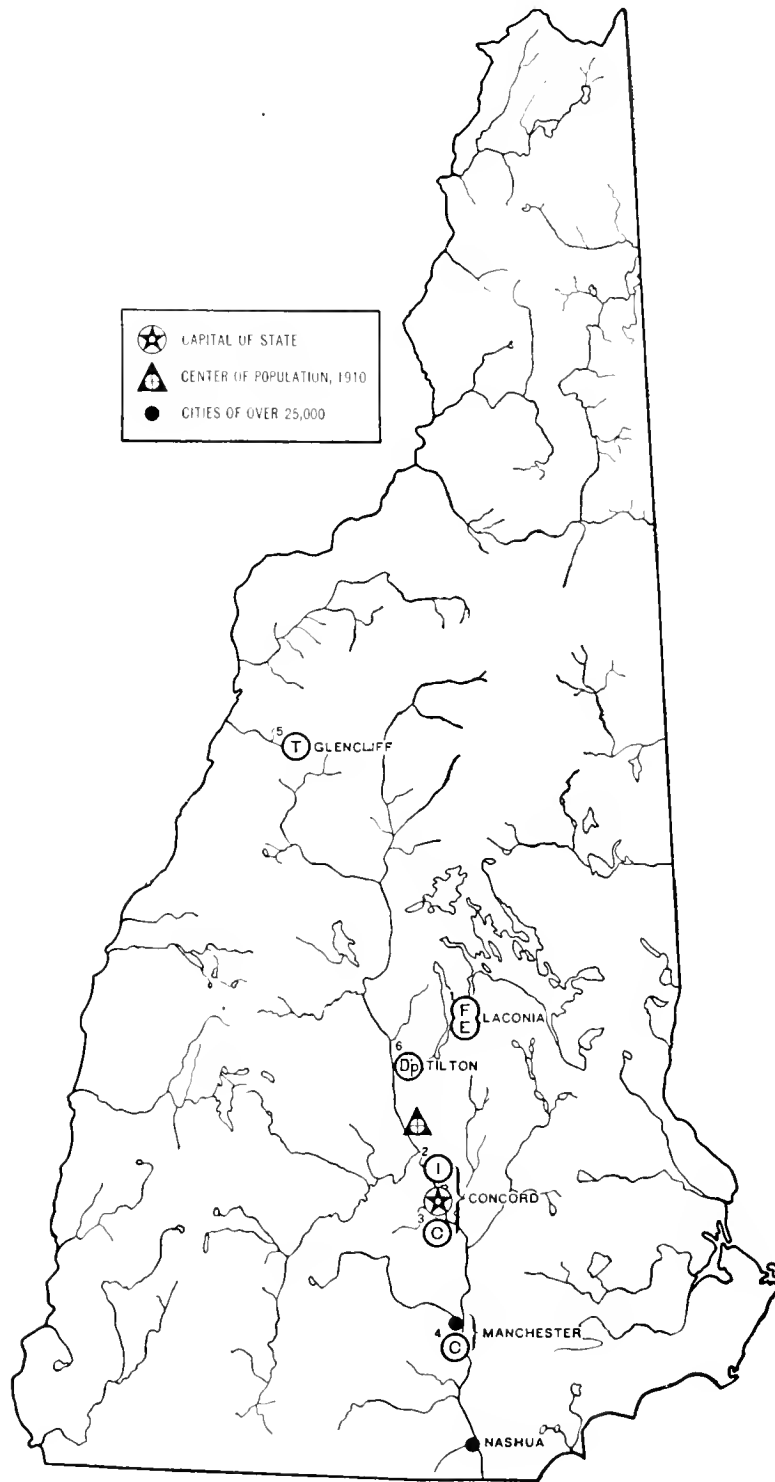 CAPITAL OF STATE
CENTER OF POPULATION, 1910
CITIES OF OVER 25,000
5
T GLENCLIFF
1
F
E
LACONIA
6
D'p TILTON
2
I
CONCORD
3
C
MANCHESTER
4
C
NASHUA